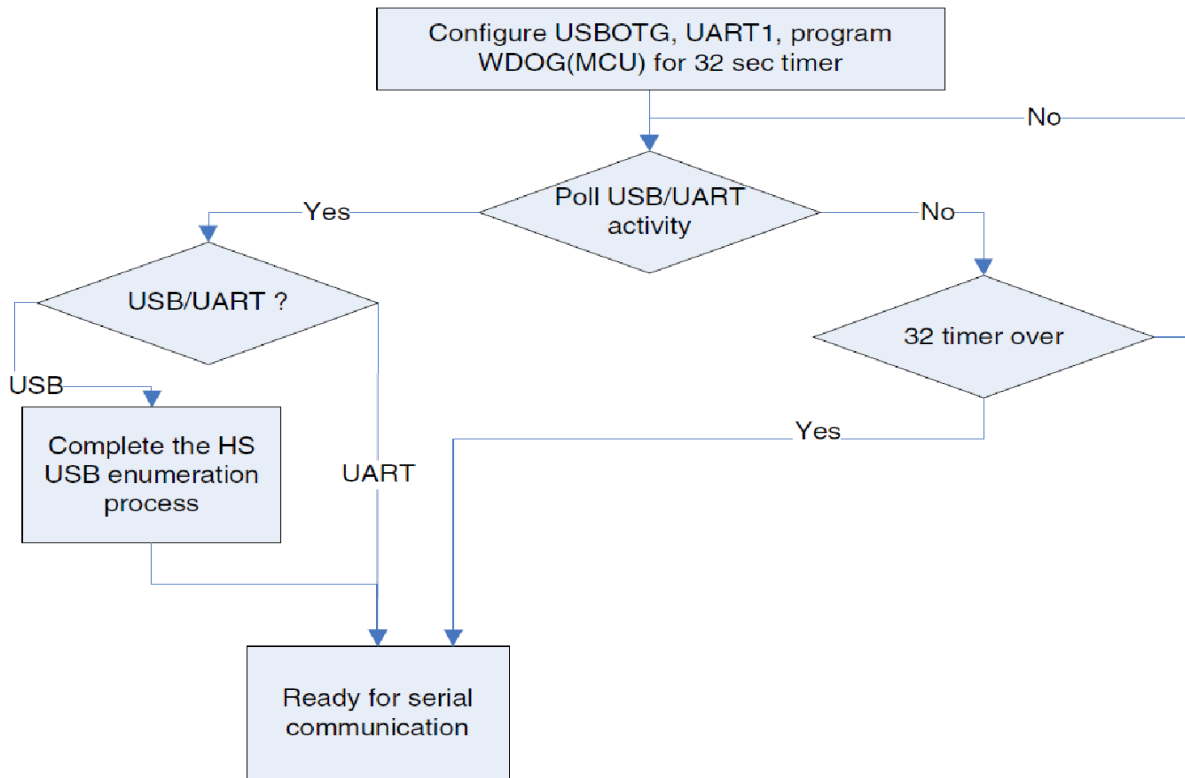 Configure USBOTG, UART1, program
WDOG(MCU) for 32 sec timer
No
Poll USB/UART
activity
Yes
No
USB/UART ?
32 timer over
USB
Complete the HS
USB enumeration
process
UART
Yes
Ready for serial
communication